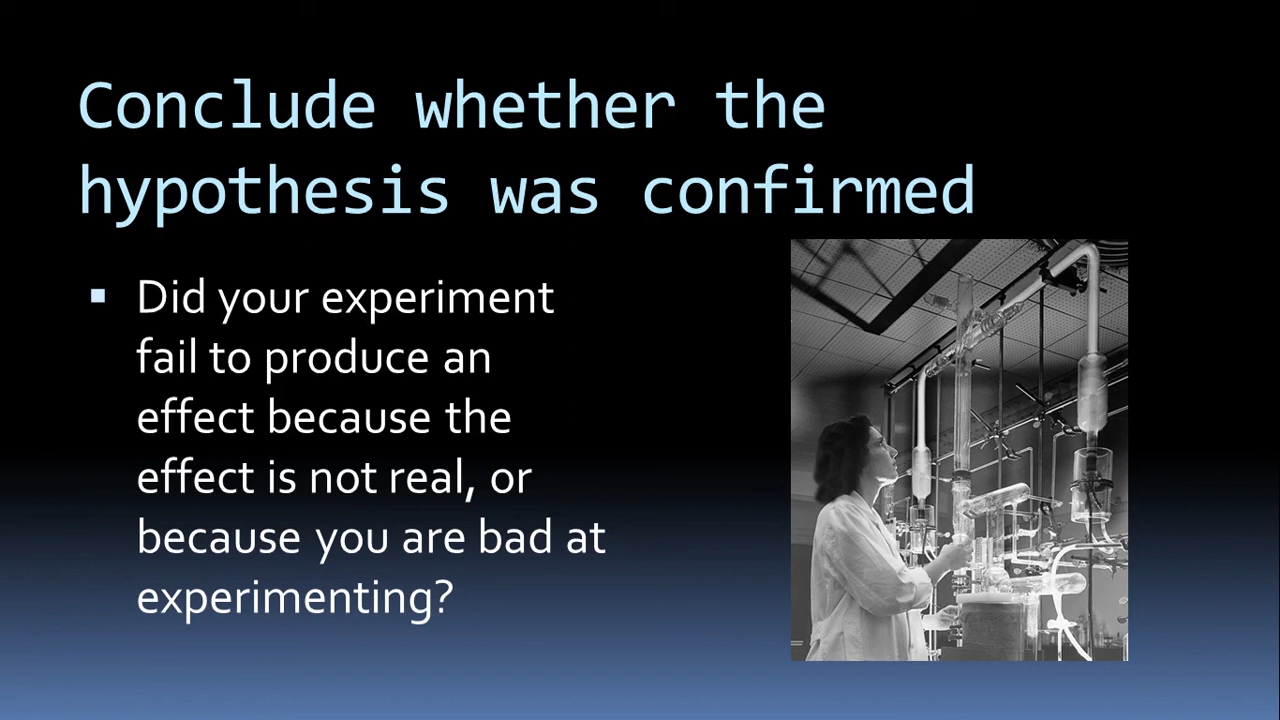 Conclude whether the
hypothesis was confirmed
Did your experiment
fail to produce an
effect because the
effect is not real, or
because you are bad at
experimenting?